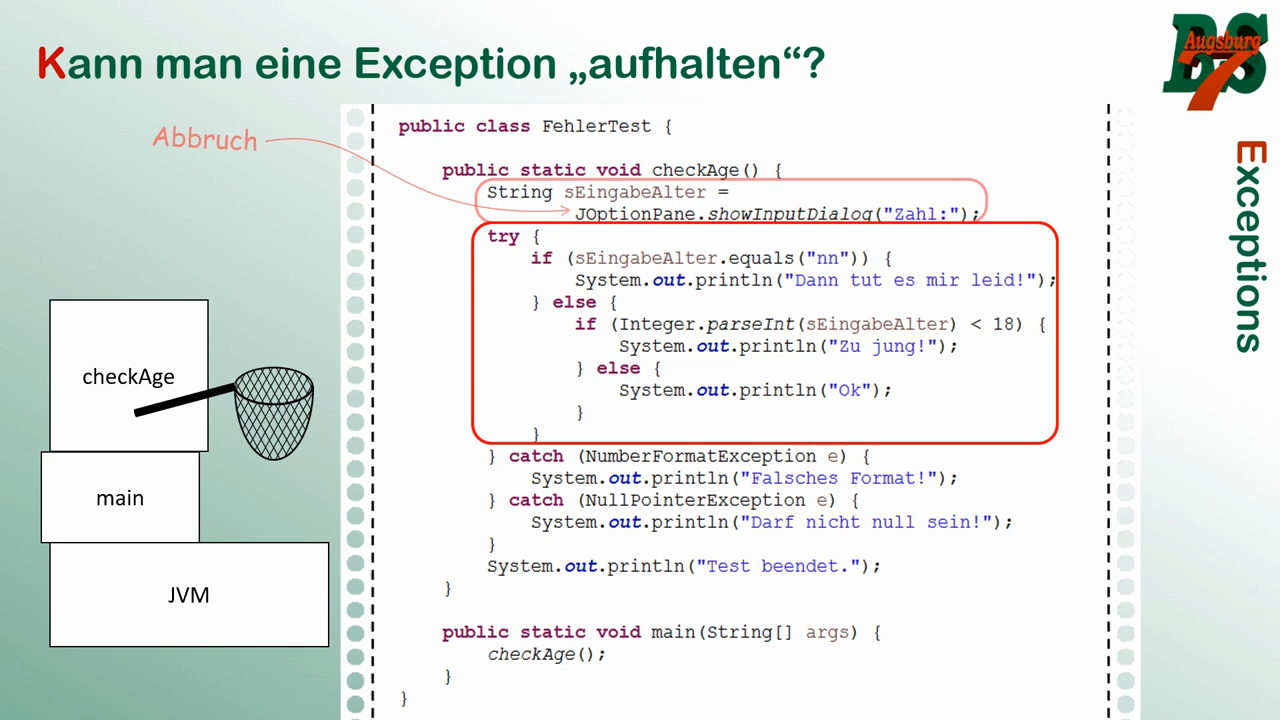 Kann man eine Exception „aufhalten“?
BS
Augsburg
7
Exceptions
Abbruch
public class FehlerTest {
public static void checkAge() {
String sEingabeAlter =
JOptionPane.showInputDialog("Zahl:");
try {
if (sEingabeAlter.equals("nn")) {
System.out.println("Dann tut es mir leid!");
} else {
if (Integer.parseInt(sEingabeAlter) < 18) {
System.out.println("Zu jung!");
} else {
System.out.println("Ok");
}
}
} catch (NumberFormatException e) {
System.out.println("Falsches Format!");
} catch (NullPointerException e) {
System.out.println("Darf nicht null sein!");
}
System.out.println("Test beendet.");
}
public static void main(String[] args) {
checkAge();
}
}
checkAge
main
JVM